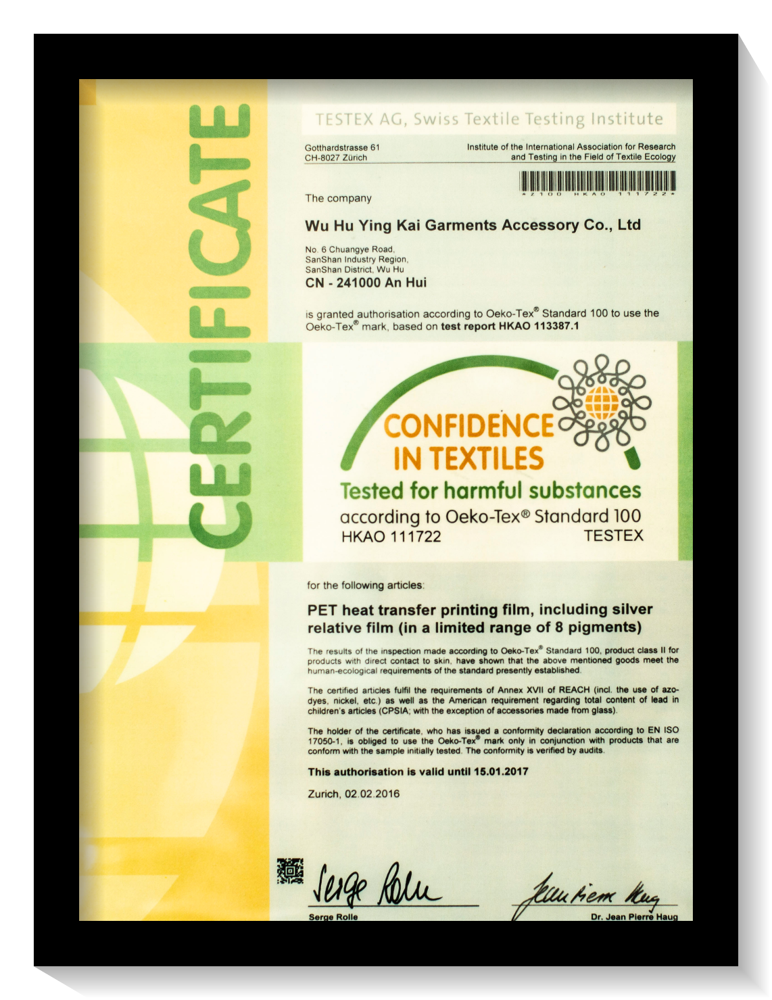 CERTIFICATE
TESTEX AG, Swiss Textile Testing Institute
Gotthardstrasse 61
CH-8027 Zürich
Institute of the International Association for Research
and Testing in the Field of Textile Ecology
*Z100 HKAO 111722*
The company
Wu Hu Ying Kai Garments Accessory Co., Ltd
No. 6 Chuangye Road,
SanShan Industry Region,
SanShan District, Wu Hu
CN - 241000 An Hui
is granted authorisation according to Oeko-Tex® Standard 100 to use the
Oeko-Tex® mark, based on test report HKAO 113387.1
CONFIDENCE
IN TEXTILES
Tested for harmful substances
according to Oeko-Tex® Standard 100
HKAO 111722 TESTEX
for the following articles:
PET heat transfer printing film, including silver
relative film (in a limited range of 8 pigments)
The results of the inspection made according to Oeko-Tex® Standard 100, product class II for
products with direct contact to skin, have shown that the above mentioned goods meet the
human-ecological requirements of the standard presently established.
The certified articles fulfil the requirements of Annex XVII of REACH (incl. the use of azo-
dyes, nickel, etc.) as well as the American requirement regarding total content of lead in
children's articles (CPSIA; with the exception of accessories made from glass).
The holder of the certificate, who has issued a conformity declaration according to EN ISO
17050-1, is obliged to use the Oeko-Tex® mark only in conjunction with products that are
conform with the sample initially tested. The conformity is verified by audits.
This authorisation is valid until 15.01.2017
Zurich, 02.02.2016
Serge Rolle
Jean Pierre Haug
Serge Rolle
Dr. Jean Pierre Haug